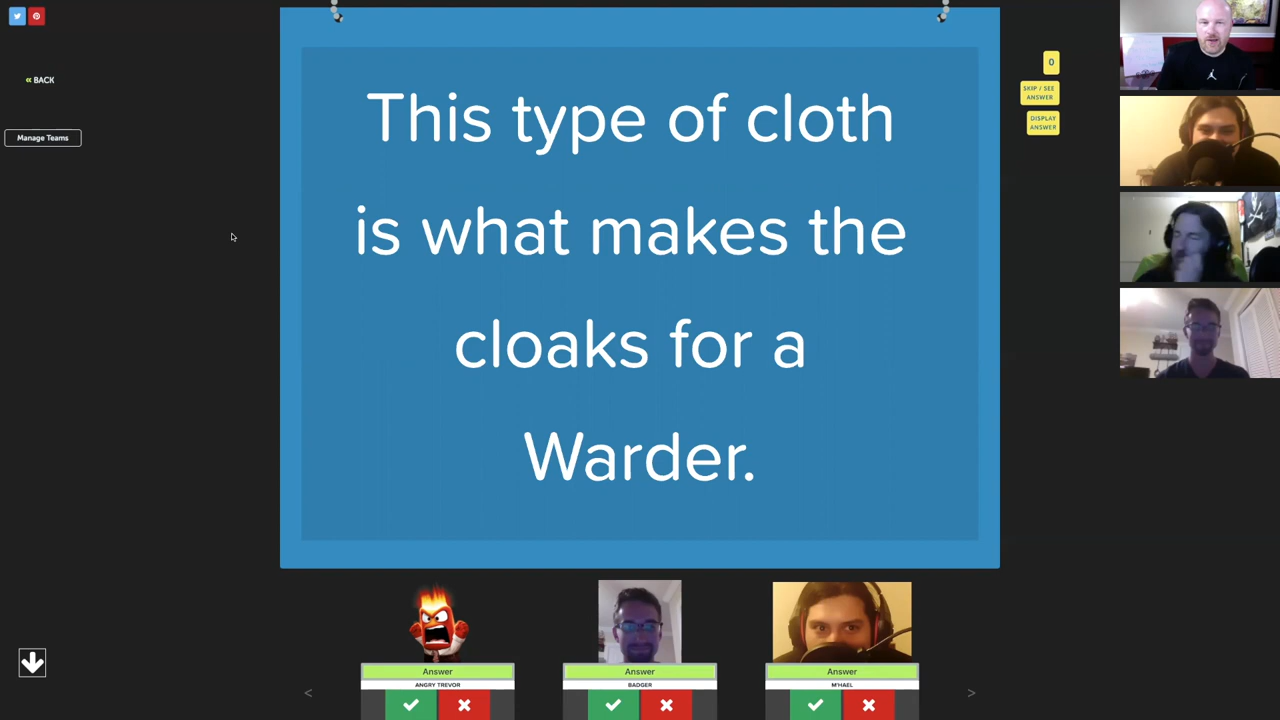 « BACK
Manage Teams
This type of cloth
is what makes the
cloaks for a
Warder.
0
SKIP / SEE
ANSWER
DISPLAY
ANSWER
Answer
ANGRY TREVOR
Answer
BADGER
Answer
M'HAEL
<
>